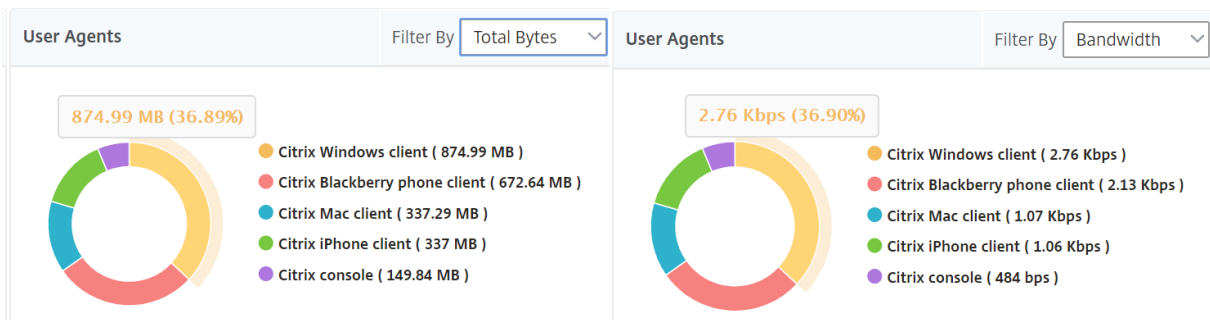 User Agents
Filter By Total Bytes
874.99 MB (36.89%)
Citrix Windows client ( 874.99 MB )
Citrix Blackberry phone client ( 672.64 MB )
Citrix Mac client ( 337.29 MB )
Citrix iPhone client ( 337 MB )
Citrix console ( 149.84 MB )
User Agents
Filter By Bandwidth
2.76 Kbps (36.90%)
Citrix Windows client ( 2.76 Kbps )
Citrix Blackberry phone client ( 2.13 Kbps )
Citrix Mac client ( 1.07 Kbps )
Citrix iPhone client ( 1.06 Kbps )
Citrix console ( 484 bps )